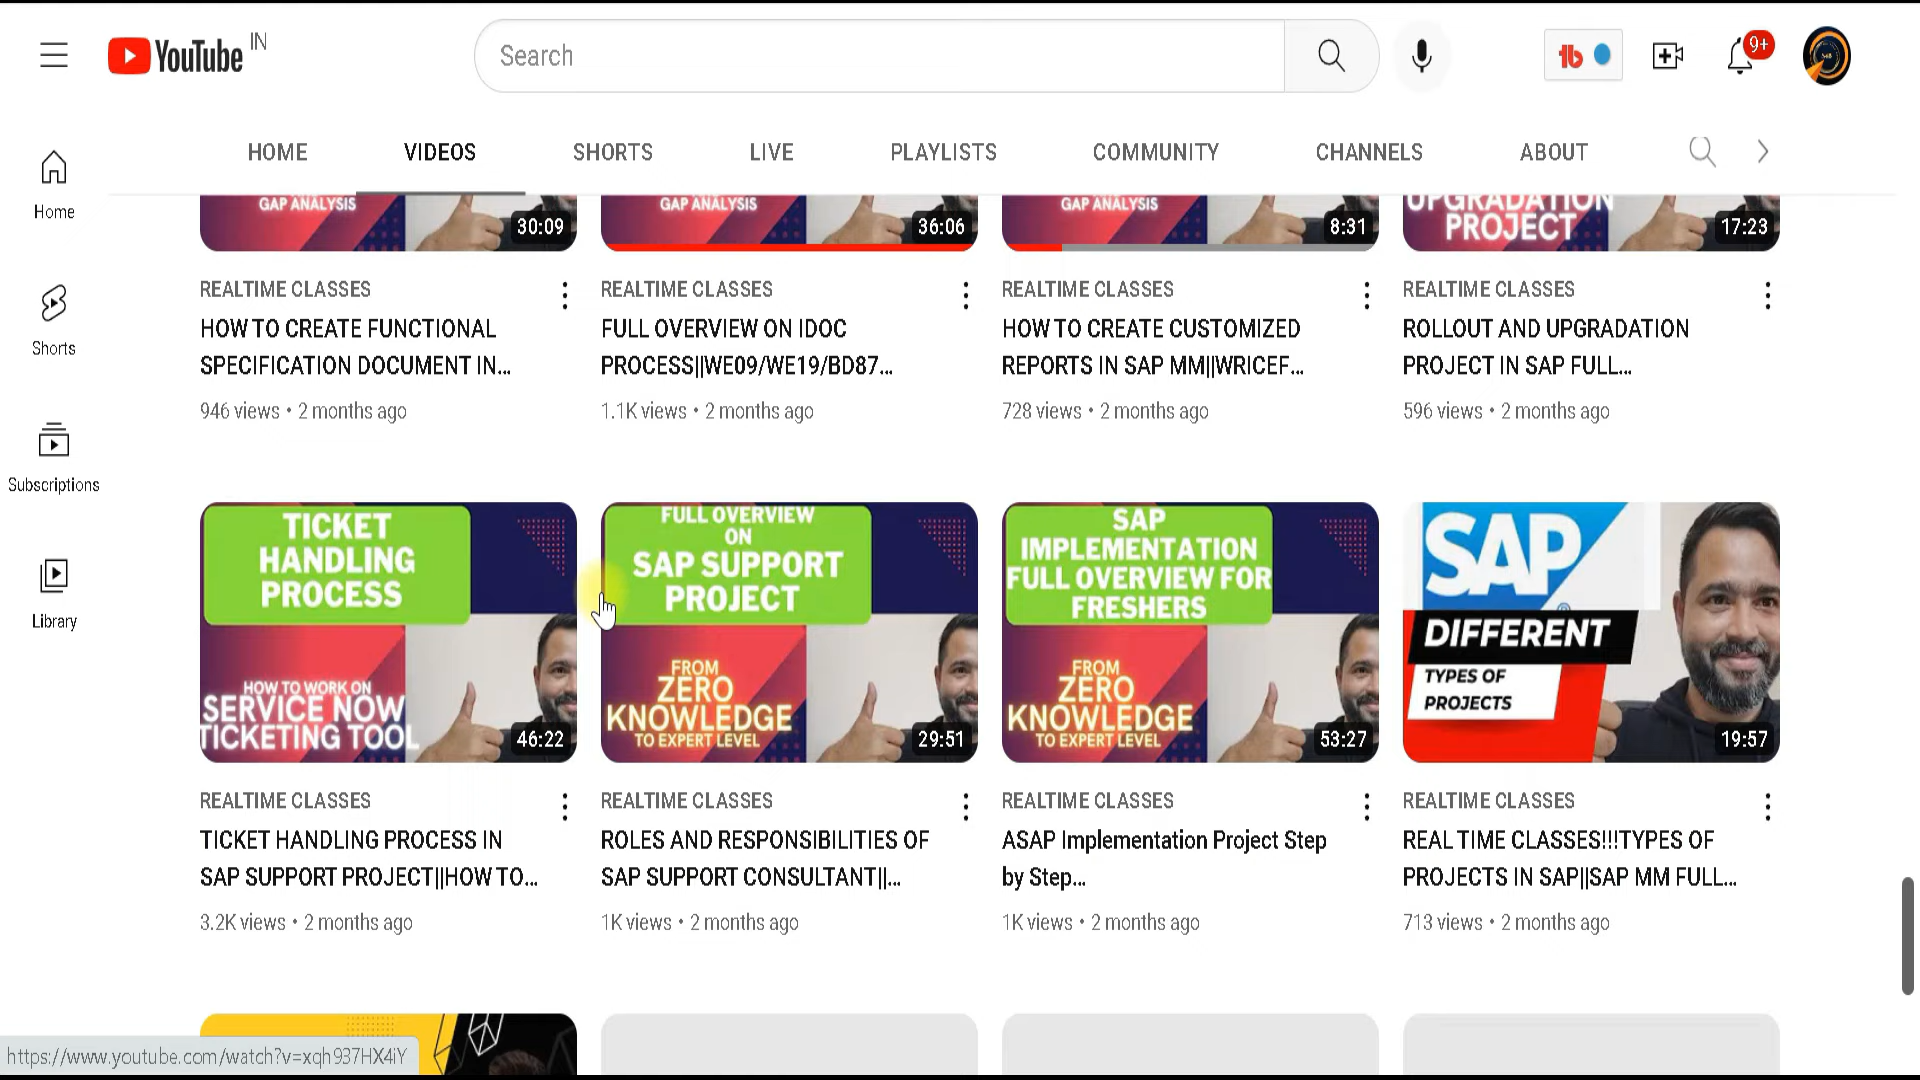 YouTube IN
Search
9+
HOME VIDEOS SHORTS LIVE PLAYLISTS COMMUNITY CHANNELS ABOUT
Home
Shorts
Subscriptions
Library
GAP ANALYSIS
30:09
GAP ANALYSIS
36:06
GAP ANALYSIS
8:31
UPGRADATION
PROJECT
17:23
REALTIME CLASSES
HOW TO CREATE FUNCTIONAL
SPECIFICATION DOCUMENT IN...
946 views • 2 months ago
REALTIME CLASSES
FULL OVERVIEW ON IDOC
PROCESS||WE09/WE19/BD87...
1.1K views • 2 months ago
REALTIME CLASSES
HOW TO CREATE CUSTOMIZED
REPORTS IN SAP MM||WRICEF...
728 views • 2 months ago
REALTIME CLASSES
ROLLOUT AND UPGRADATION
PROJECT IN SAP FULL...
596 views • 2 months ago
TICKET
HANDLING
PROCESS
HOW TO WORK ON
SERVICE NOW
TICKETING TOOL
46:22
FULL OVERVIEW
ON
SAP SUPPORT
PROJECT
FROM
ZERO
KNOWLEDGE
TO EXPERT LEVEL
29:51
SAP
IMPLEMENTATION
FULL OVERVIEW FOR
FRESHERS
FROM
ZERO
KNOWLEDGE
TO EXPERT LEVEL
53:27
SAP
®
DIFFERENT
TYPES OF
PROJECTS
19:57
REALTIME CLASSES
TICKET HANDLING PROCESS IN
SAP SUPPORT PROJECT||HOW TO...
3.2K views • 2 months ago
REALTIME CLASSES
ROLES AND RESPONSIBILITIES OF
SAP SUPPORT CONSULTANT||...
1K views • 2 months ago
REALTIME CLASSES
ASAP Implementation Project Step
by Step...
1K views • 2 months ago
REALTIME CLASSES
REAL TIME CLASSES!!!TYPES OF
PROJECTS IN SAP||SAP MM FULL...
713 views • 2 months ago
https://www.youtube.com/watch?v=xqh937HX4iY